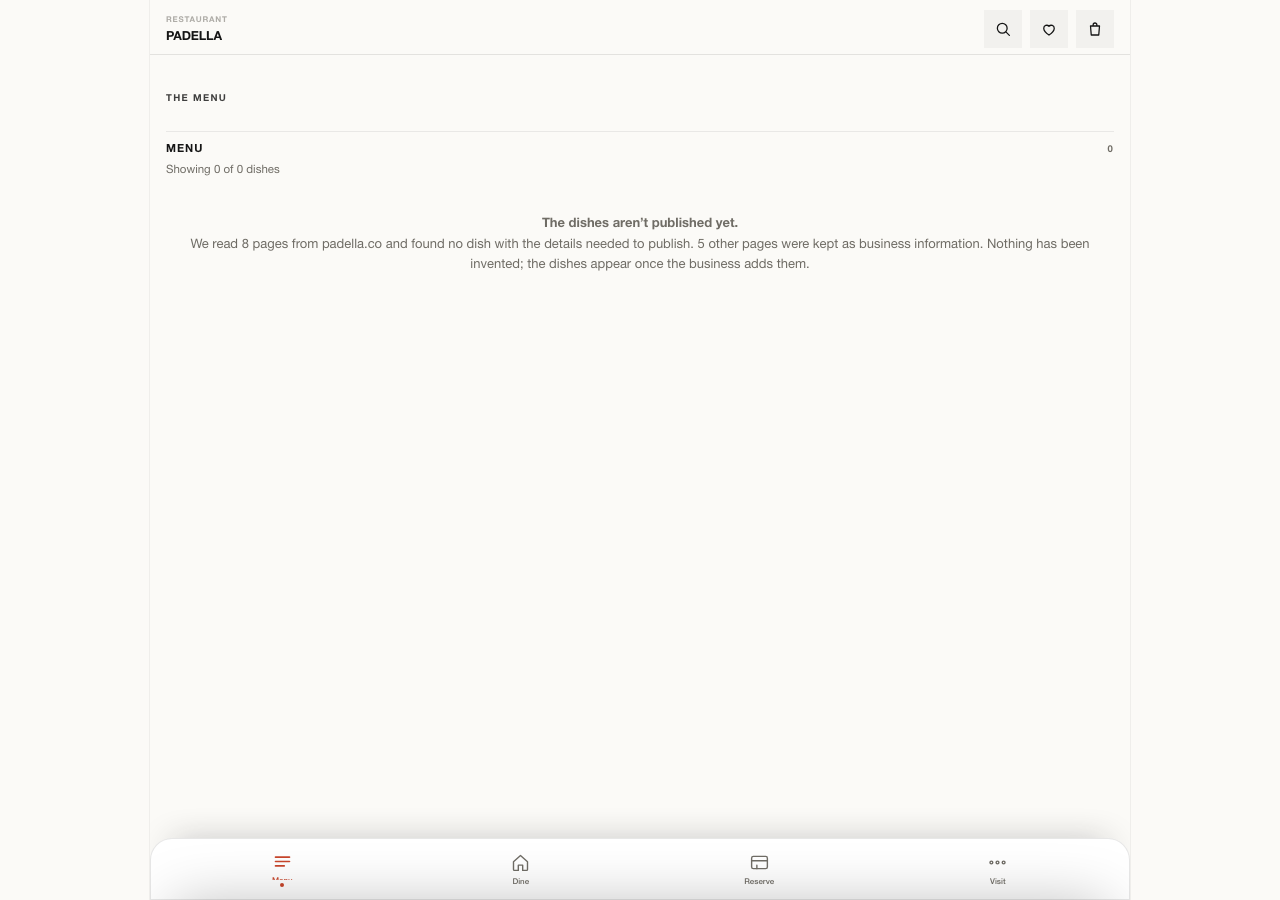 RESTAURANT
PADELLA
THE MENU
MENU
0
Showing 0 of 0 dishes
The dishes aren’t published yet.
We read 8 pages from padella.co and found no dish with the details needed to publish. 5 other pages were kept as business information. Nothing has been
invented; the dishes appear once the business adds them.
Menu
Dine
Reserve
Visit